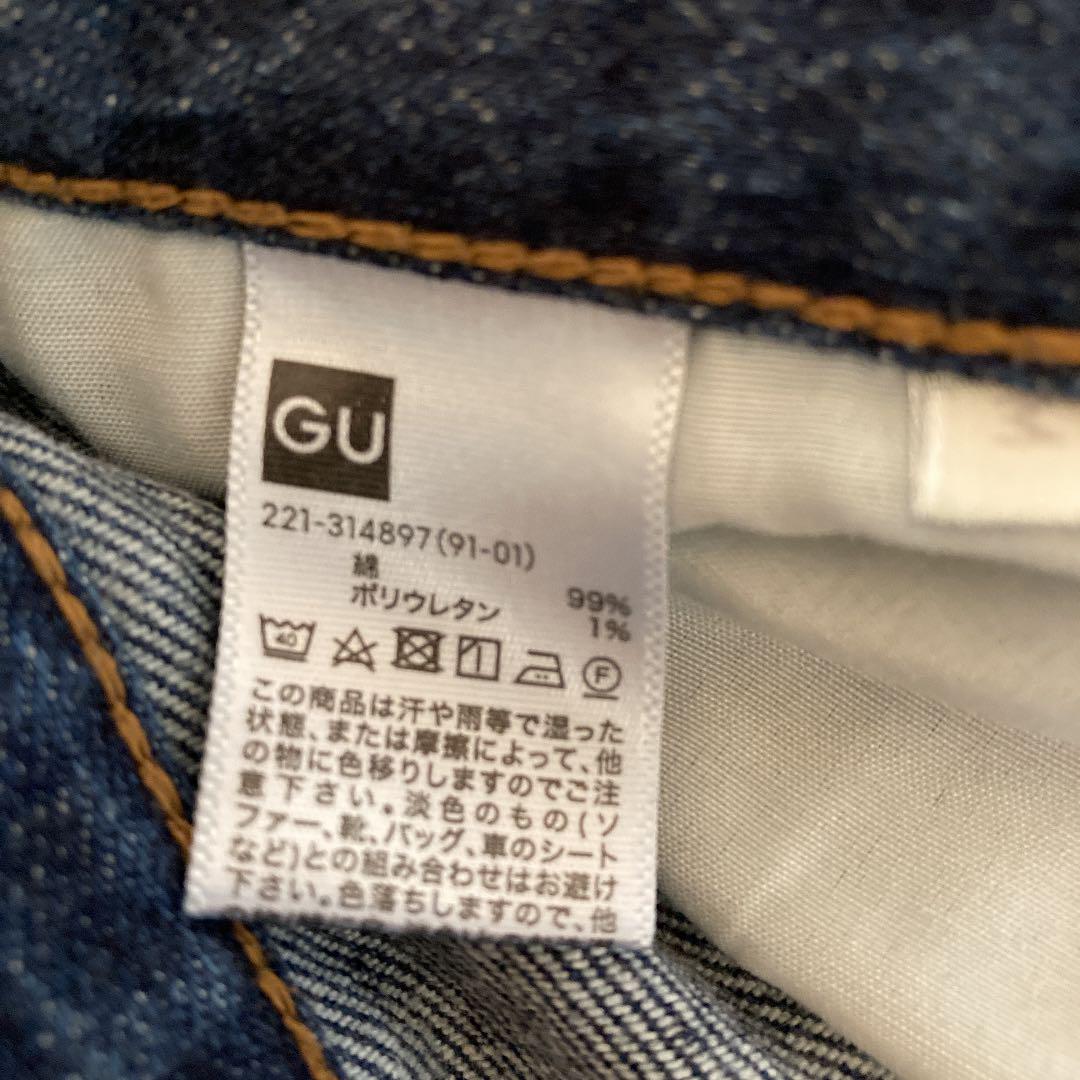 GU
221-314897(91-01)
綿 99%
ポリウレタン 1%
40
F
この商品は汗や雨等で湿った
状態、または摩擦によって、他
の物に色移りしますのでご注
意下さい。淡色のもの(ソ
ファー、靴、バッグ、車のシート
など)との組み合わせはお避け
下さい。色落ちしますので、他